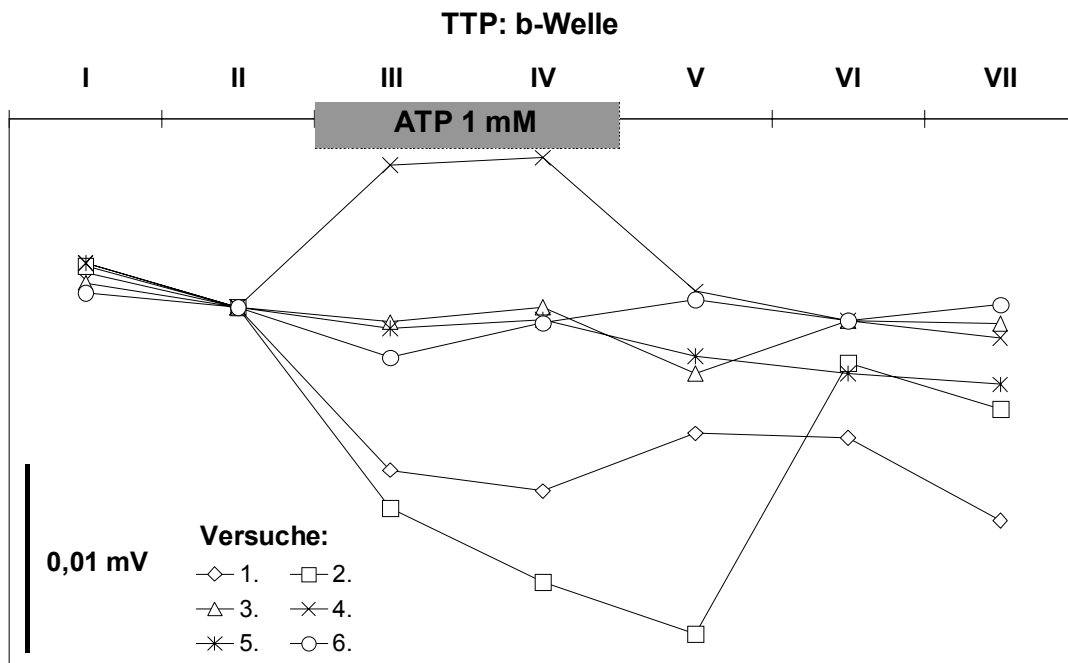 TTP: b-Welle
I II III IV V VI VII
ATP 1 mM
Versuche:
0,01 mV
1. 2.
3. 4.
5. 6.